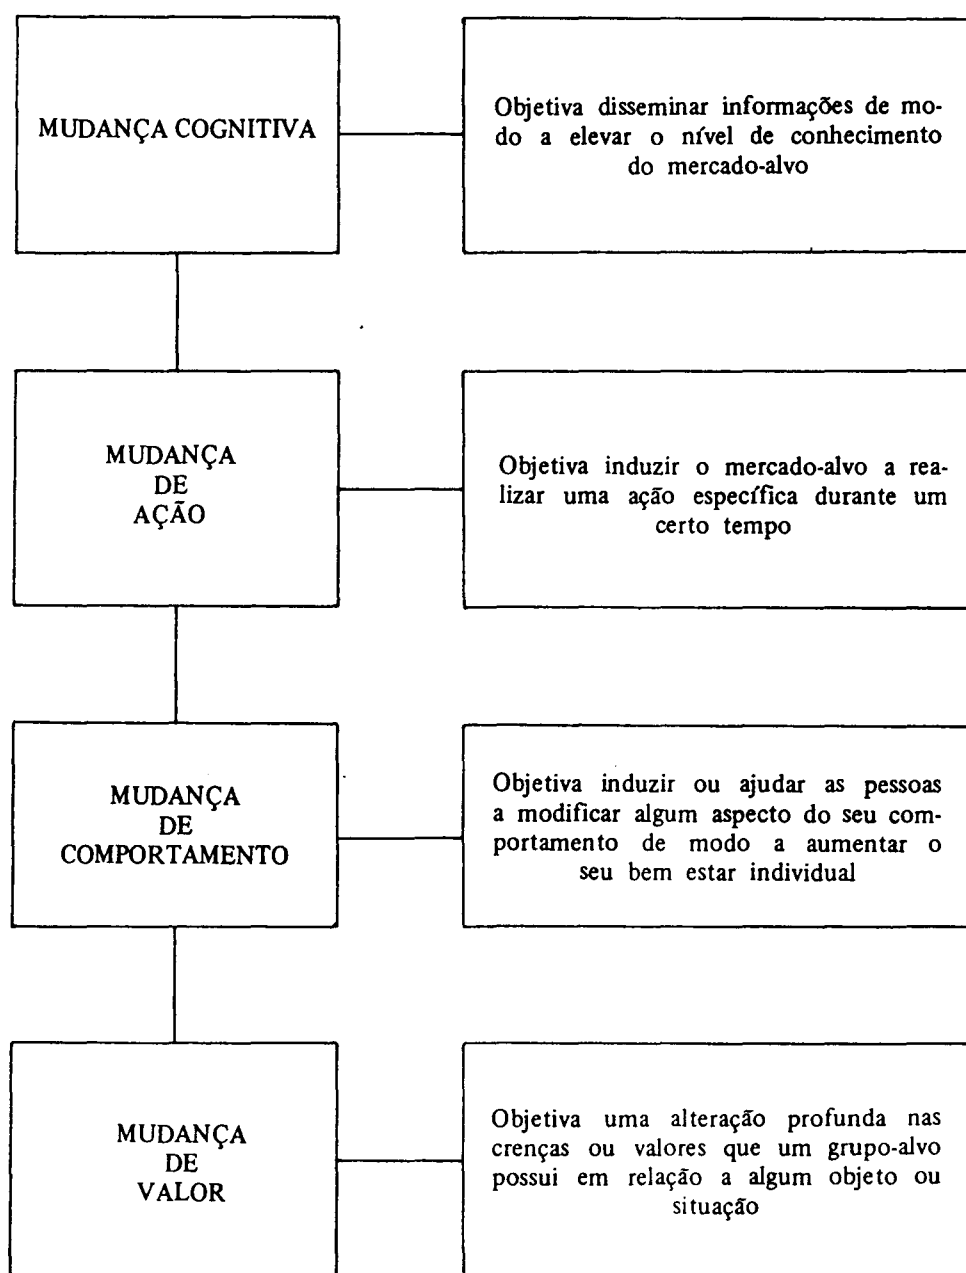 MUDANÇA COGNITIVA
Objetiva disseminar informações de mo-
do a elevar o nível de conhecimento
do mercado-alvo
MUDANÇA
DE
AÇÃO
Objetiva induzir o mercado-alvo a rea-
lizar uma ação específica durante um
certo tempo
MUDANÇA
DE
COMPORTAMENTO
Objetiva induzir ou ajudar as pessoas
a modificar algum aspecto do seu com-
portamento de modo a aumentar o
seu bem estar individual
MUDANÇA
DE
VALOR
Objetiva uma alteração profunda nas
crenças ou valores que um grupo-alvo
possui em relação a algum objeto ou
situação